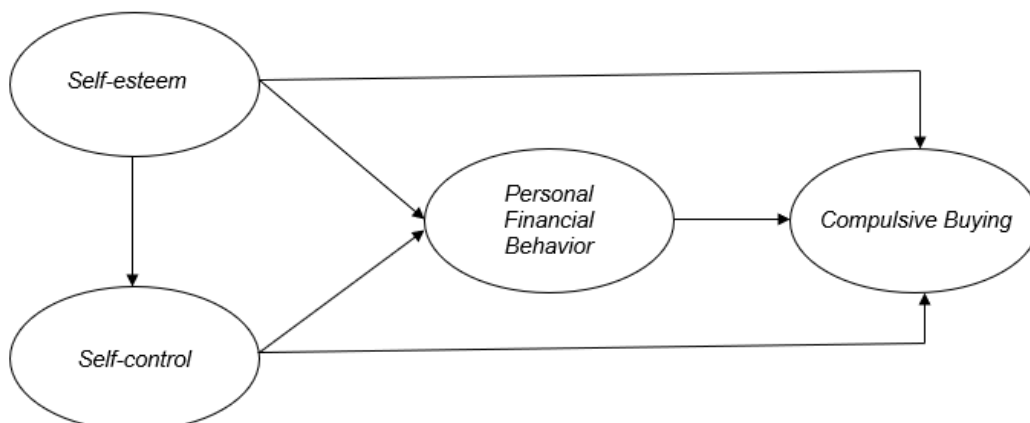 Self-esteem
Personal
Financial
Behavior
Compulsive Buying
Self-control